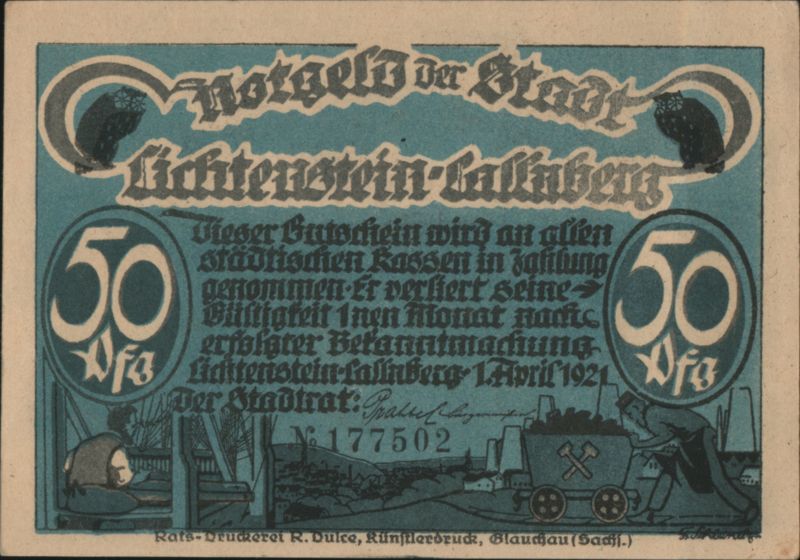 Notgeld der Stadt
Lichtenstein-Callnberg
50
Pfg
Dieser Gutschein wird an allen
städtischen Kassen in Zahlung
genommen · Er verliert seine
Gültigkeit 1nen Monat nach
erfolgter Bekanntmachung
Lichtenstein-Callnberg · 1. April 1921
Der Stadtrat:
50
Pfg
№ 177502
Rats-Druckerei R. Dulce, Künstlerdruck, Glauchau (Sachs.)